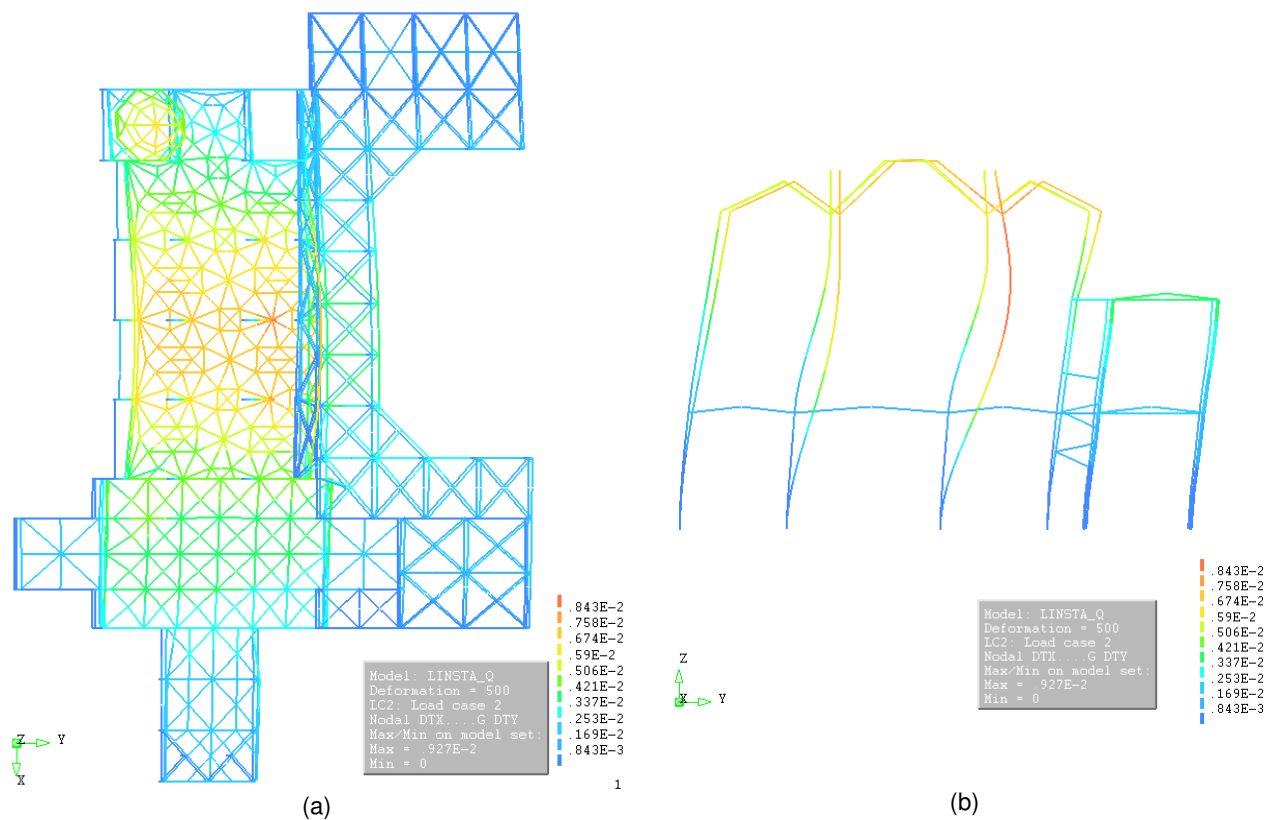 .843E-2
.758E-2
.674E-2
.59E-2
.506E-2
.421E-2
.337E-2
.253E-2
.169E-2
.843E-3
Model: LINSTA_Q
Deformation = 500
LC2: Load case 2
Nodal DTX....G DTY
Max/Min on model set:
Max = .927E-2
Min = 0
Z Y
X
1
(a)
.843E-2
.758E-2
.674E-2
.59E-2
.506E-2
.421E-2
.337E-2
.253E-2
.169E-2
.843E-3
Model: LINSTA_Q
Deformation = 500
LC2: Load case 2
Nodal DTX....G DTY
Max/Min on model set:
Max = .927E-2
Min = 0
Z
X Y
(b)